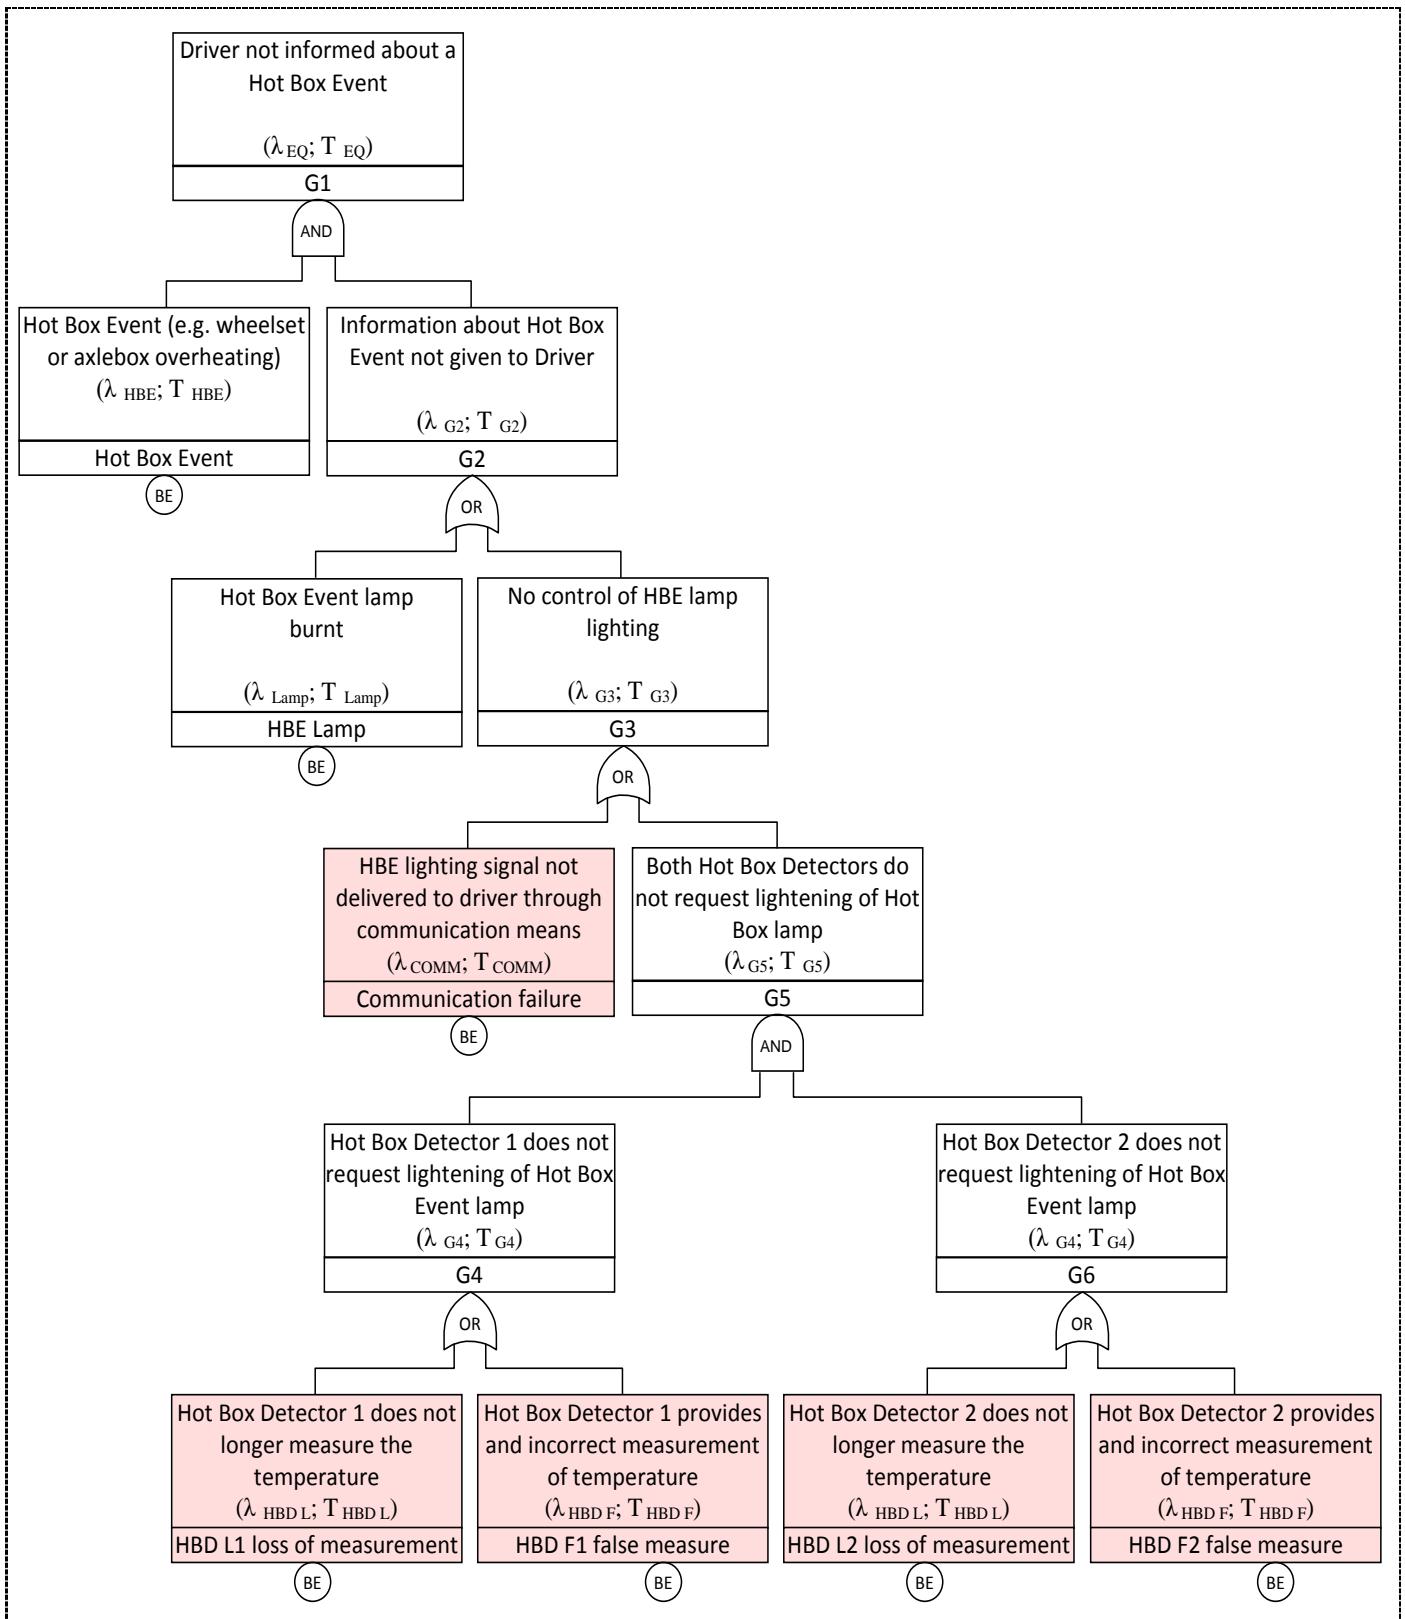 Driver not informed about a
Hot Box Event
(λ EQ; T EQ)
G1
AND
Hot Box Event (e.g. wheelset
or axlebox overheating)
(λ HBE; T HBE)
Hot Box Event
BE
Information about Hot Box
Event not given to Driver
(λ G2; T G2)
G2
OR
Hot Box Event lamp
burnt
(λ Lamp; T Lamp)
HBE Lamp
BE
No control of HBE lamp
lighting
(λ G3; T G3)
G3
OR
HBE lighting signal not
delivered to driver through
communication means
(λ COMM; T COMM)
Communication failure
BE
Both Hot Box Detectors do
not request lightening of Hot
Box lamp
(λ G5; T G5)
G5
AND
Hot Box Detector 1 does not
request lightening of Hot Box
Event lamp
(λ G4; T G4)
G4
OR
Hot Box Detector 2 does not
request lightening of Hot Box
Event lamp
(λ G4; T G4)
G6
OR
Hot Box Detector 1 does not
longer measure the
temperature
(λ HBD L; T HBD L)
HBD L1 loss of measurement
BE
Hot Box Detector 1 provides
and incorrect measurement
of temperature
(λ HBD F; T HBD F)
HBD F1 false measure
BE
Hot Box Detector 2 does not
longer measure the
temperature
(λ HBD L; T HBD L)
HBD L2 loss of measurement
BE
Hot Box Detector 2 provides
and incorrect measurement
of temperature
(λ HBD F; T HBD F)
HBD F2 false measure
BE